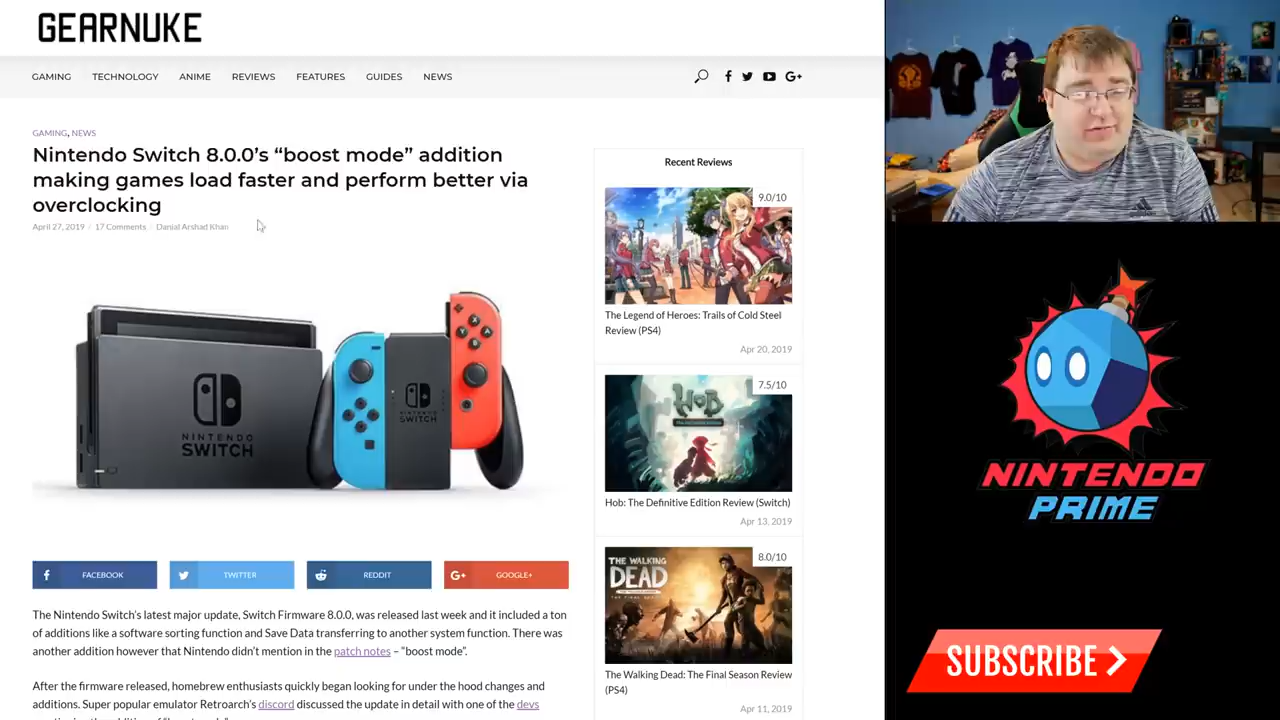 GEARNUKE
GAMING TECHNOLOGY ANIME REVIEWS FEATURES GUIDES NEWS
GAMING, NEWS
Nintendo Switch 8.0.0's “boost mode” addition
making games load faster and perform better via
overclocking
April 27, 2019 / 17 Comments / Danial Arshad Khan
NINTENDO
SWITCH
NINTENDO
SWITCH
FACEBOOK
TWITTER
REDDIT
GOOGLE+
The Nintendo Switch's latest major update, Switch Firmware 8.0.0, was released last week and it included a ton
of additions like a software sorting function and Save Data transferring to another system function. There was
another addition however that Nintendo didn't mention in the patch notes – “boost mode”.
After the firmware released, homebrew enthusiasts quickly began looking for under the hood changes and
additions. Super popular emulator Retroarch's discord discussed the update in detail with one of the devs
Recent Reviews
9.0/10
The Legend of Heroes: Trails of Cold Steel
Review (PS4)
Apr 20, 2019
7.5/10
HOB
Hob: The Definitive Edition Review (Switch)
Apr 13, 2019
8.0/10
THE WALKING
DEAD
The Walking Dead: The Final Season Review
(PS4)
Apr 11, 2019
adidas
NINTENDO
PRIME
SUBSCRIBE